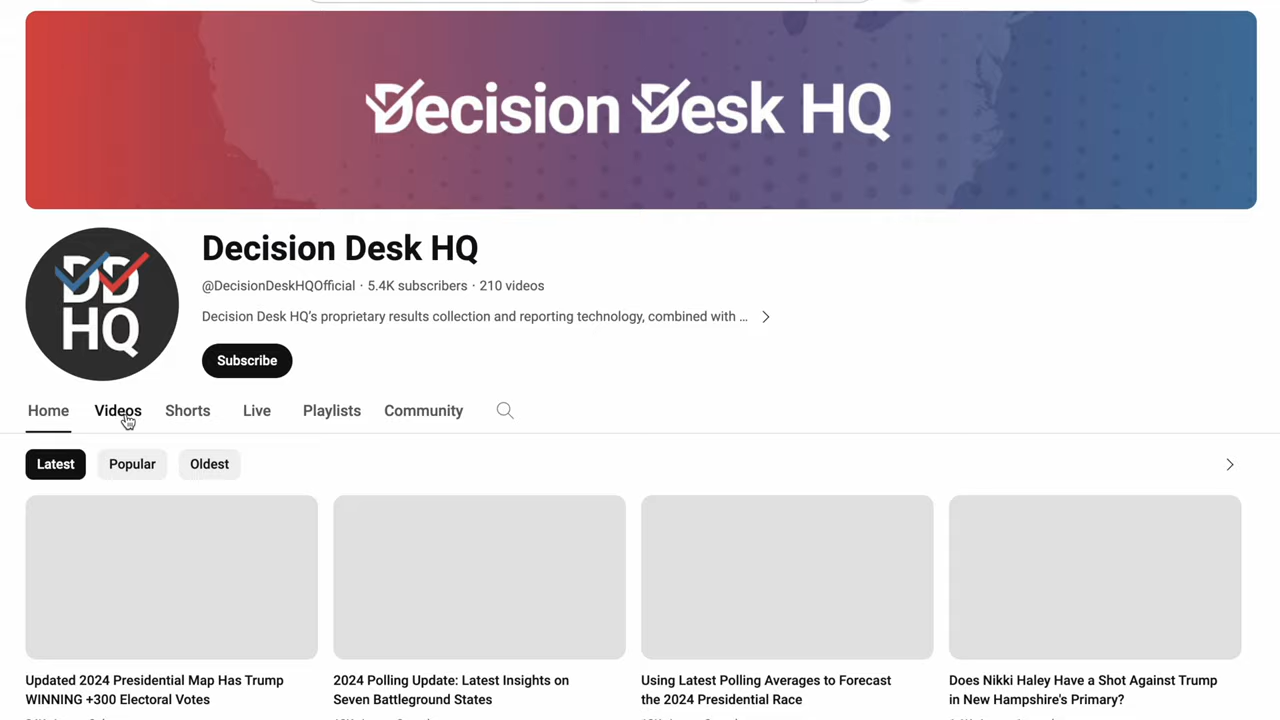 Decision Desk HQ
DD
HQ
Decision Desk HQ
@DecisionDeskHQOfficial · 5.4K subscribers · 210 videos
Decision Desk HQ's proprietary results collection and reporting technology, combined with ...
Subscribe
Home Videos Shorts Live Playlists Community
Latest Popular Oldest
Updated 2024 Presidential Map Has Trump
WINNING +300 Electoral Votes
2024 Polling Update: Latest Insights on
Seven Battleground States
Using Latest Polling Averages to Forecast
the 2024 Presidential Race
Does Nikki Haley Have a Shot Against Trump
in New Hampshire's Primary?